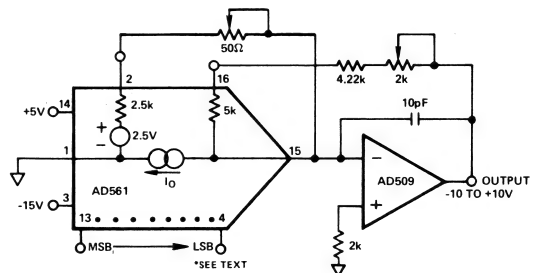 50Ω
2
16
4.22k
2k
14
+5V
2.5k
5k
10pF
+
-
2.5V
1
15
-
AD509
OUTPUT
-10 TO +10V
I₀
AD561
3
-15V
+
13
4
2k
MSB
LSB
*SEE TEXT